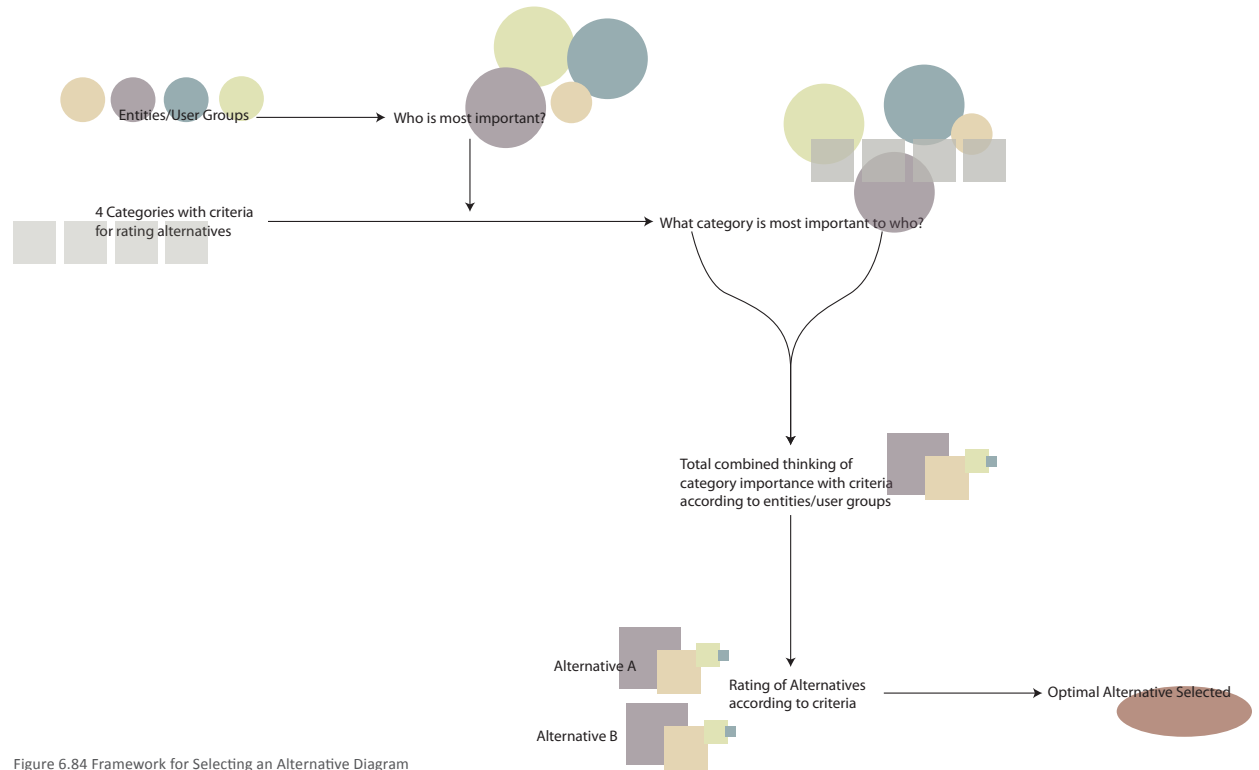 Entities/User Groups
Who is most important?
4 Categories with criteria
for rating alternatives
What category is most important to who?
Total combined thinking of
category importance with criteria
according to entities/user groups
Alternative A
Rating of Alternatives
according to criteria
Optimal Alternative Selected
Alternative B
Figure 6.84 Framework for Selecting an Alternative Diagram